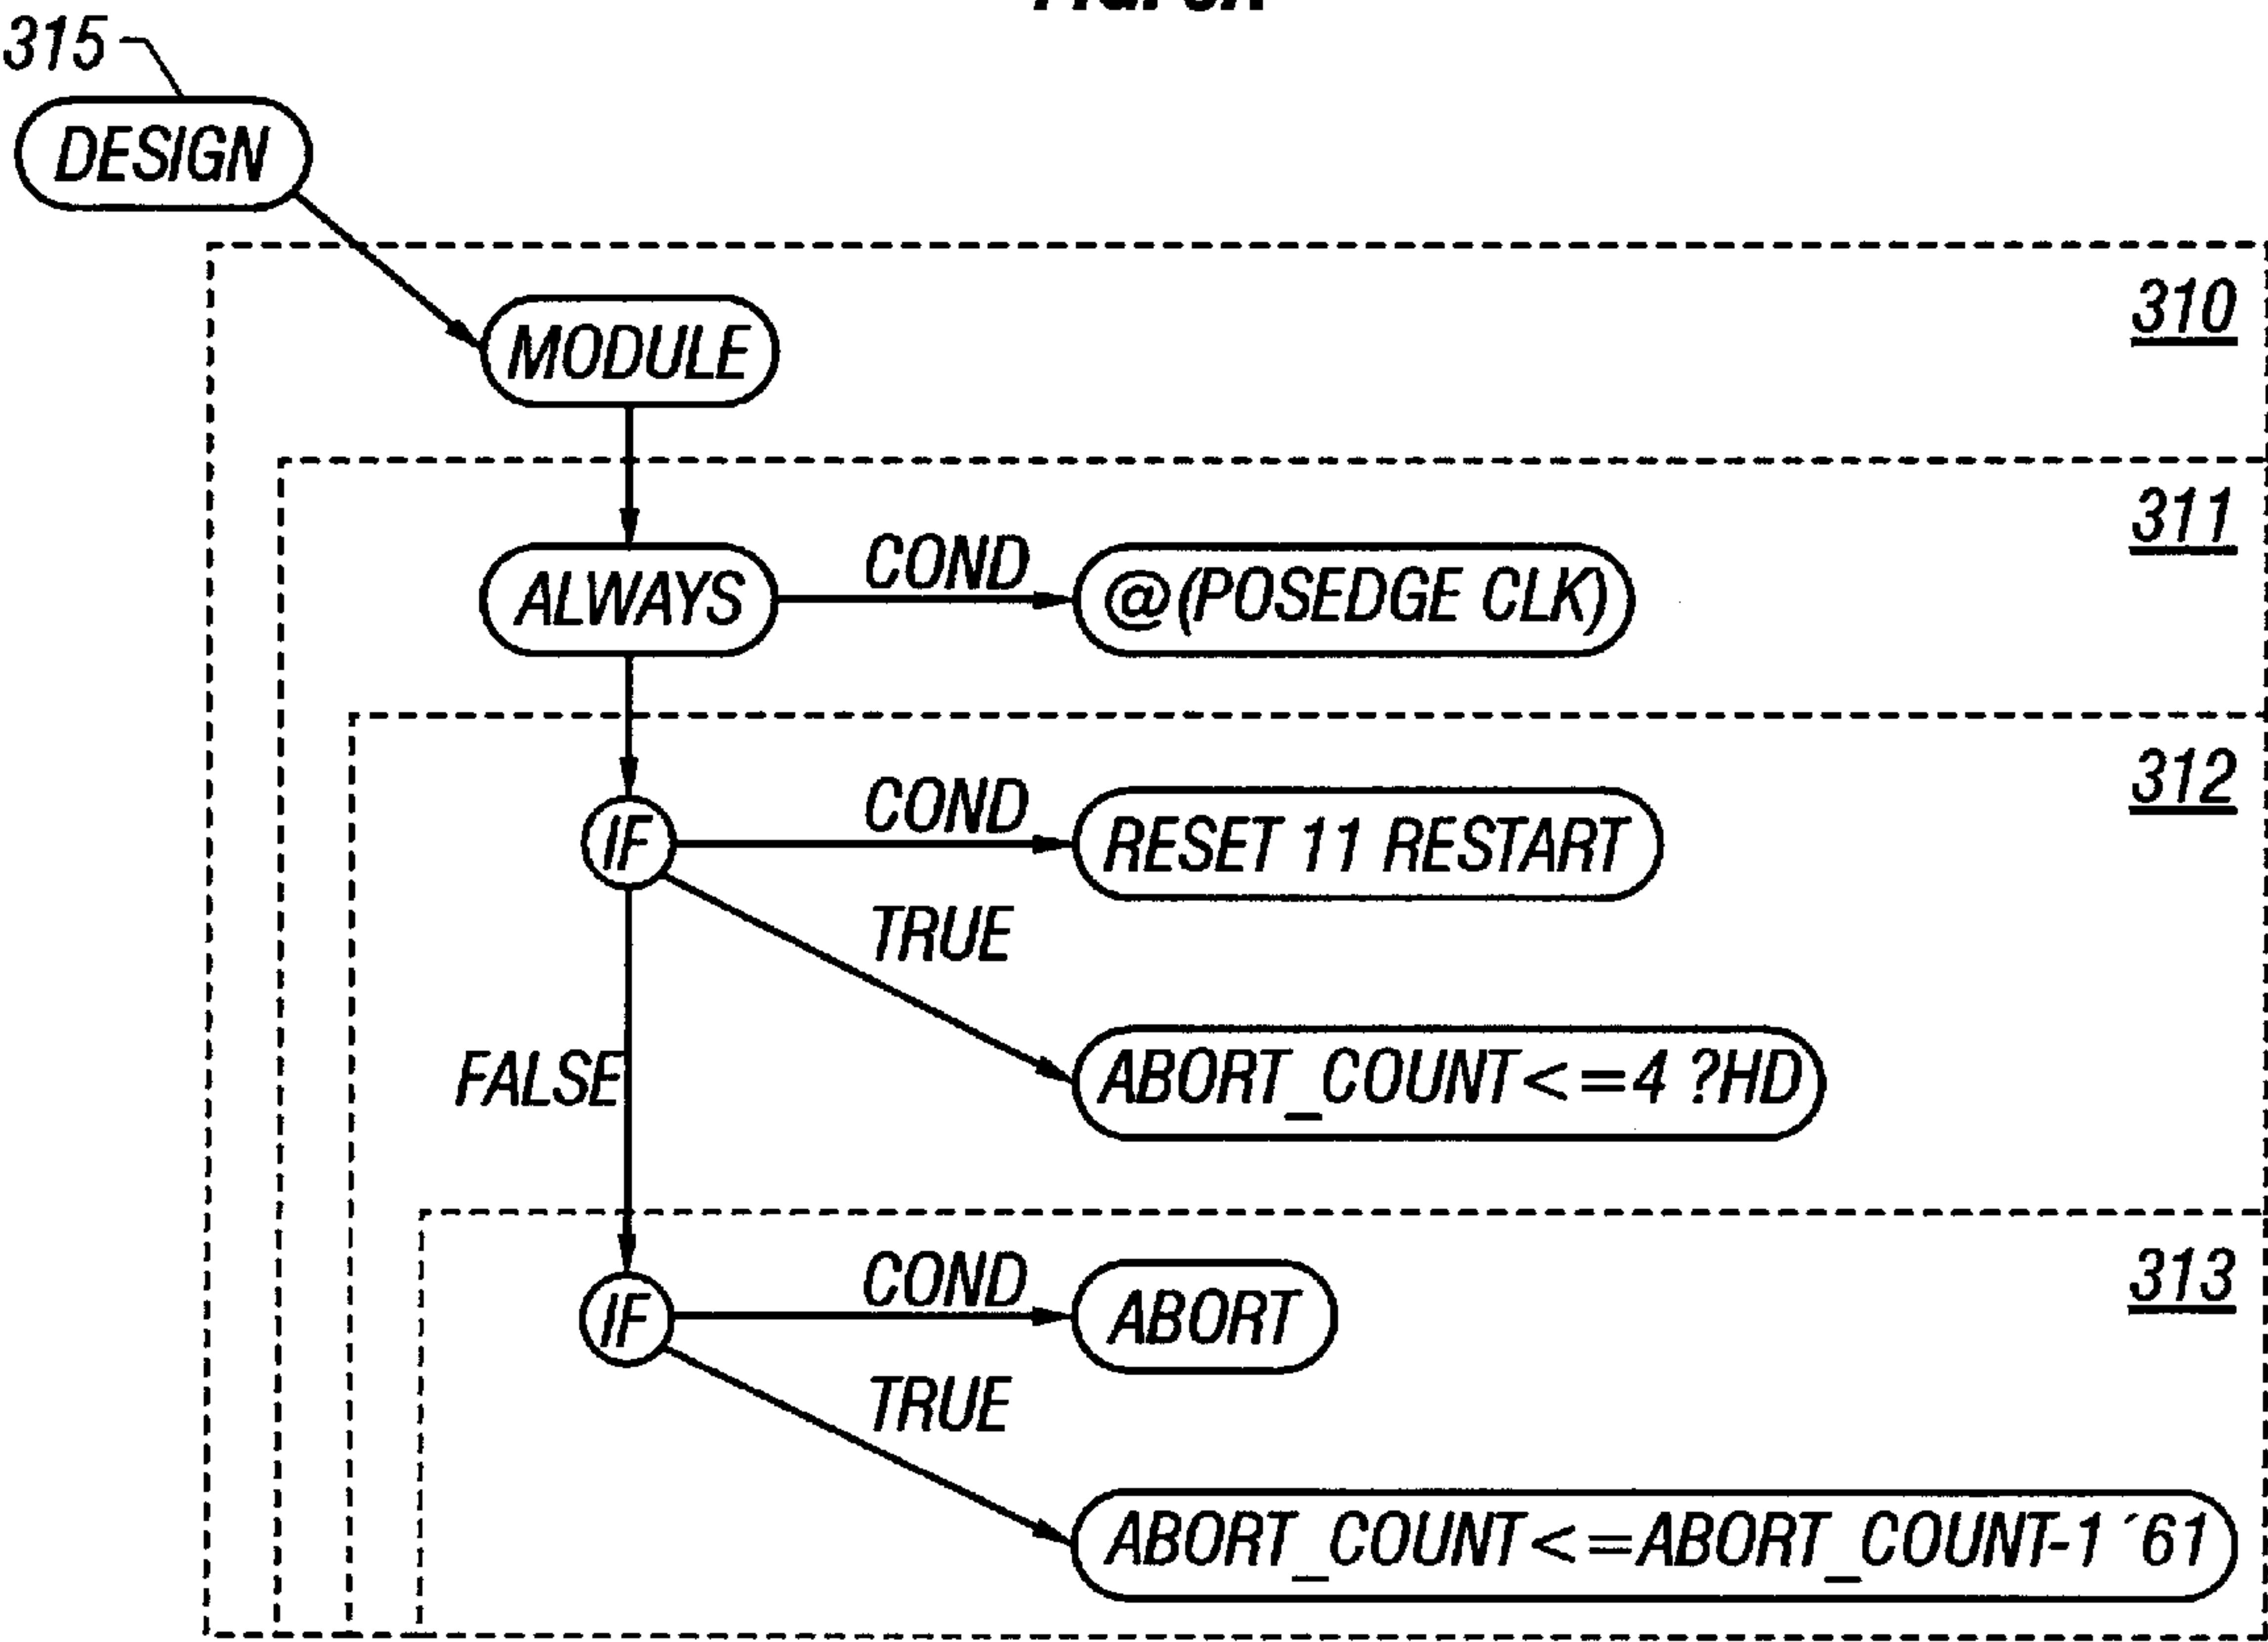 315
DESIGN
310
MODULE
311
ALWAYS COND @(POSEDGE CLK)
312
IF COND RESET 11 RESTART
TRUE
FALSE ABORT_COUNT<=4 ?HD
313
IF COND ABORT
TRUE
ABORT_COUNT<=ABORT_COUNT-1 ´61